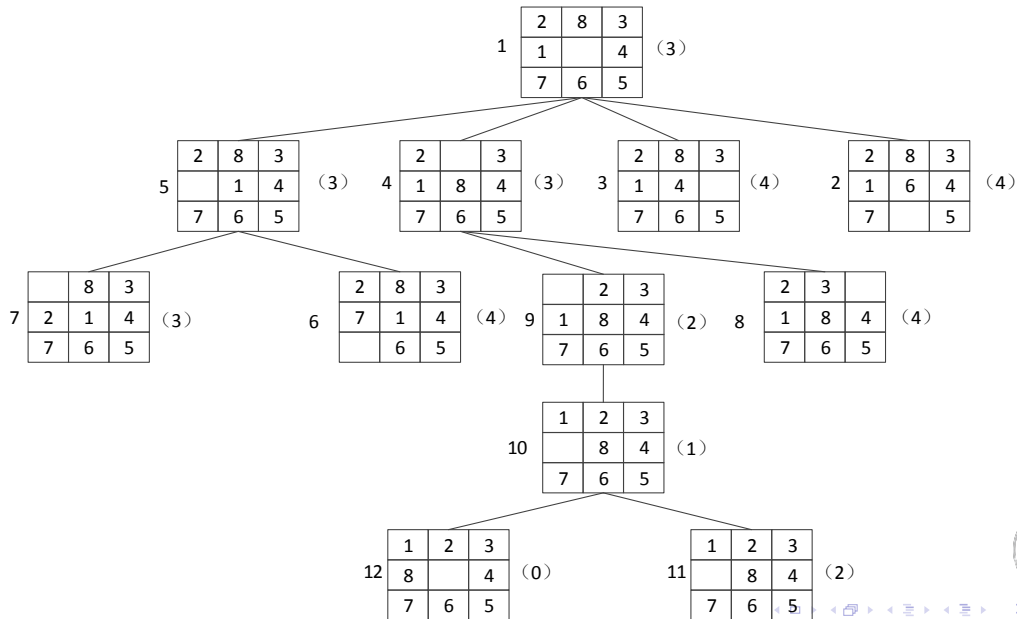 2 8 3
1 1 4 （3）
7 6 5
2 8 3 2 3 2 8 3 2 8 3
5 1 4 （3） 4 1 8 4 （3） 3 1 4 （4） 2 1 6 4 （4）
7 6 5 7 6 5 7 6 5 7 5
8 3 2 8 3 2 3 2 3
7 2 1 4 （3） 6 7 1 4 （4） 9 1 8 4 （2） 8 1 8 4 （4）
7 6 5 6 5 7 6 5 7 6 5
1 2 3
10 8 4 （1）
7 6 5
1 2 3 1 2 3
12 8 4 （0） 11 8 4 （2）
7 6 5 7 6 5